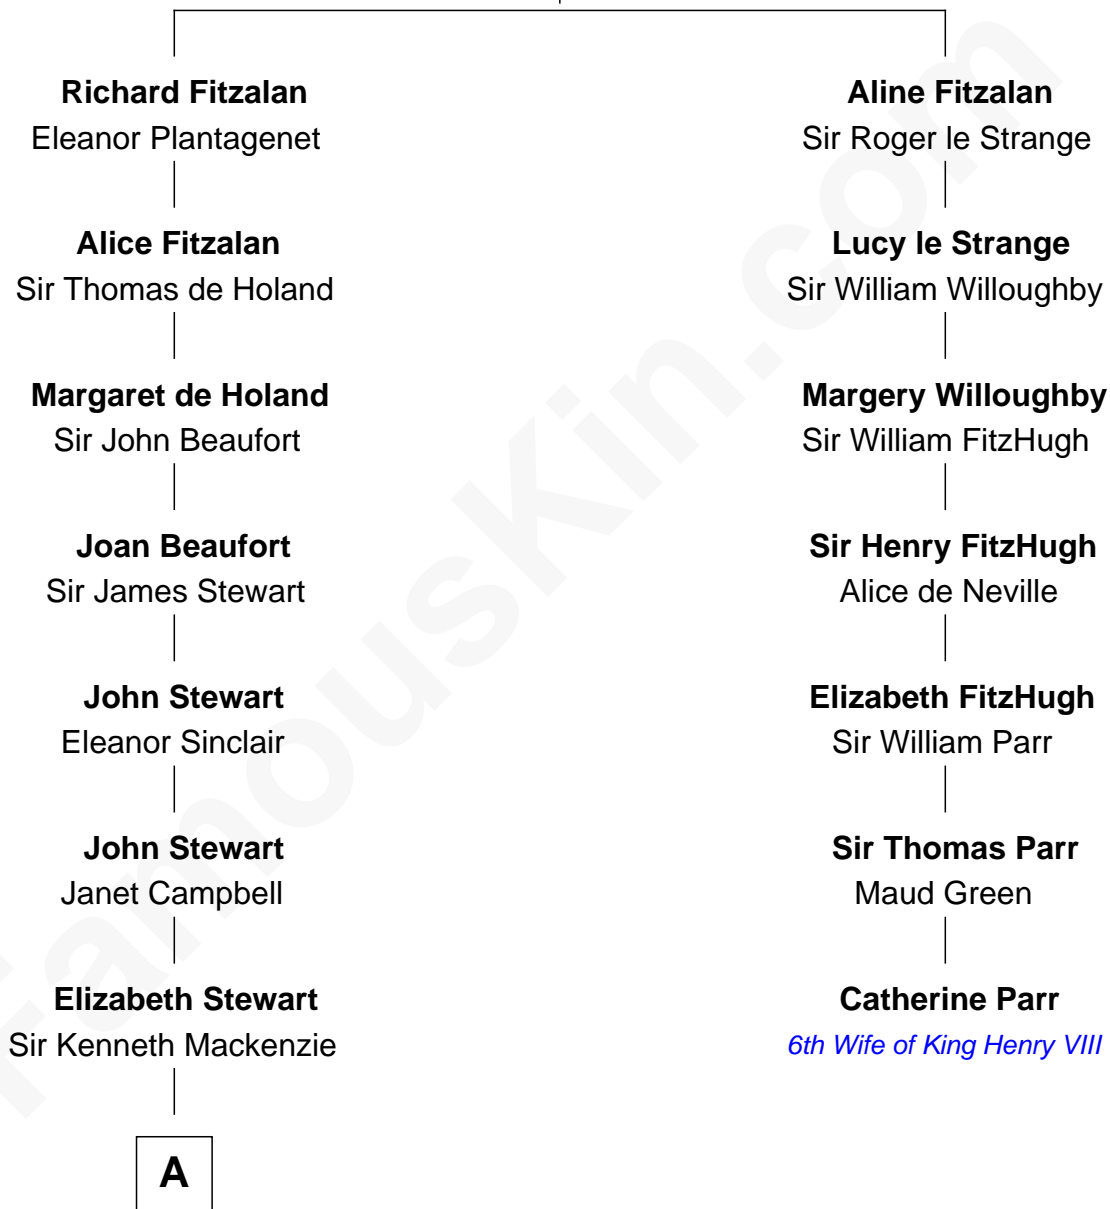 Richard Fitzalan
Eleanor Plantagenet
Alice Fitzalan
Sir Thomas de Holand
Margaret de Holand
Sir John Beaufort
Joan Beaufort
Sir James Stewart
John Stewart
Eleanor Sinclair
John Stewart
Janet Campbell
Elizabeth Stewart
Sir Kenneth Mackenzie
A
Aline Fitzalan
Sir Roger le Strange
Lucy le Strange
Sir William Willoughby
Margery Willoughby
Sir William FitzHugh
Sir Henry FitzHugh
Alice de Neville
Elizabeth FitzHugh
Sir William Parr
Sir Thomas Parr
Maud Green
Catherine Parr
6th Wife of King Henry VIII
FamousKin.com